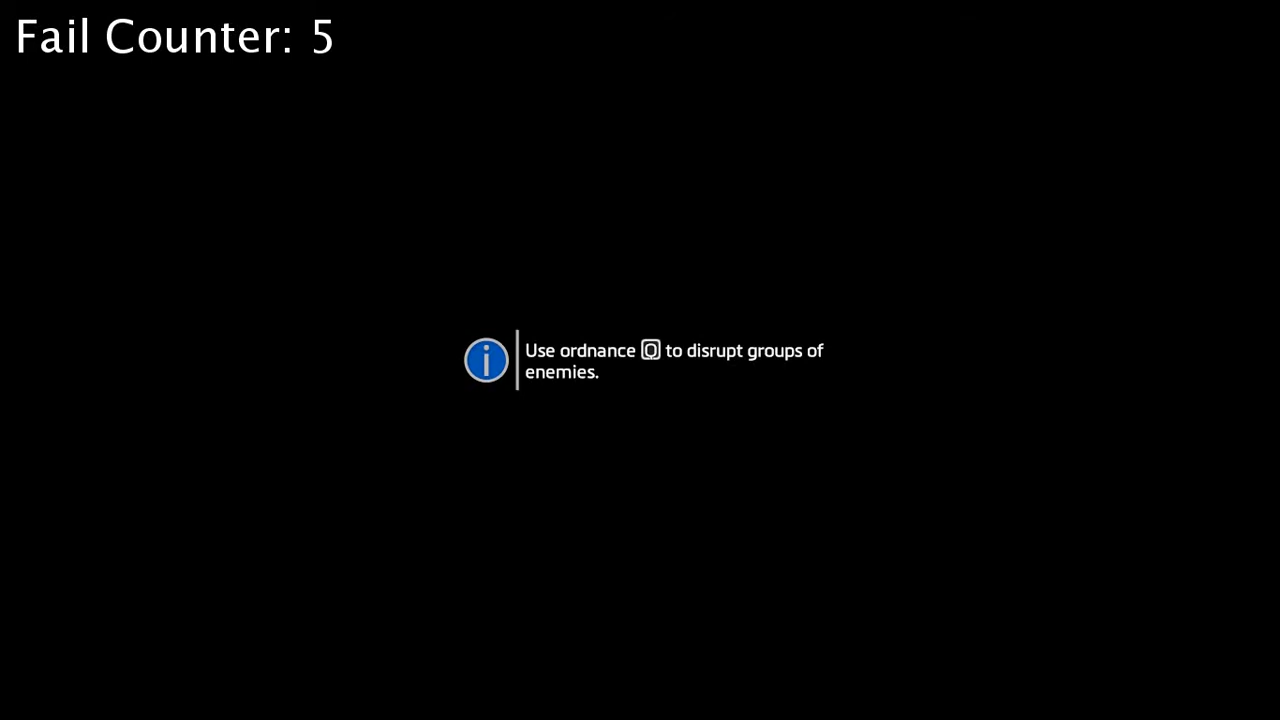 Fail Counter: 5
Use ordnance Q to disrupt groups of
enemies.